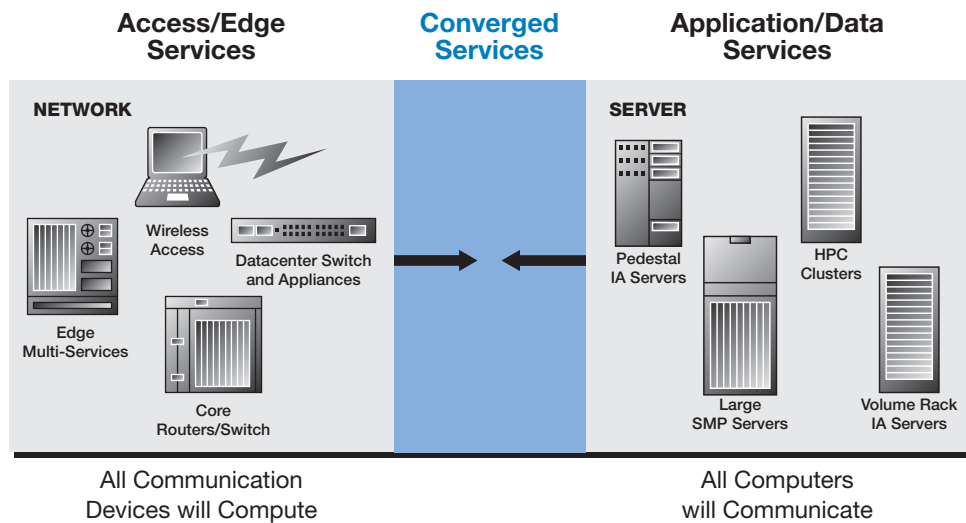 Access/Edge
Services
Converged
Services
Application/Data
Services
NETWORK
Wireless
Access
Datacenter Switch
and Appliances
Edge
Multi-Services
Core
Routers/Switch
SERVER
Pedestal
IA Servers
HPC
Clusters
Large
SMP Servers
Volume Rack
IA Servers
All Communication
Devices will Compute
All Computers
will Communicate